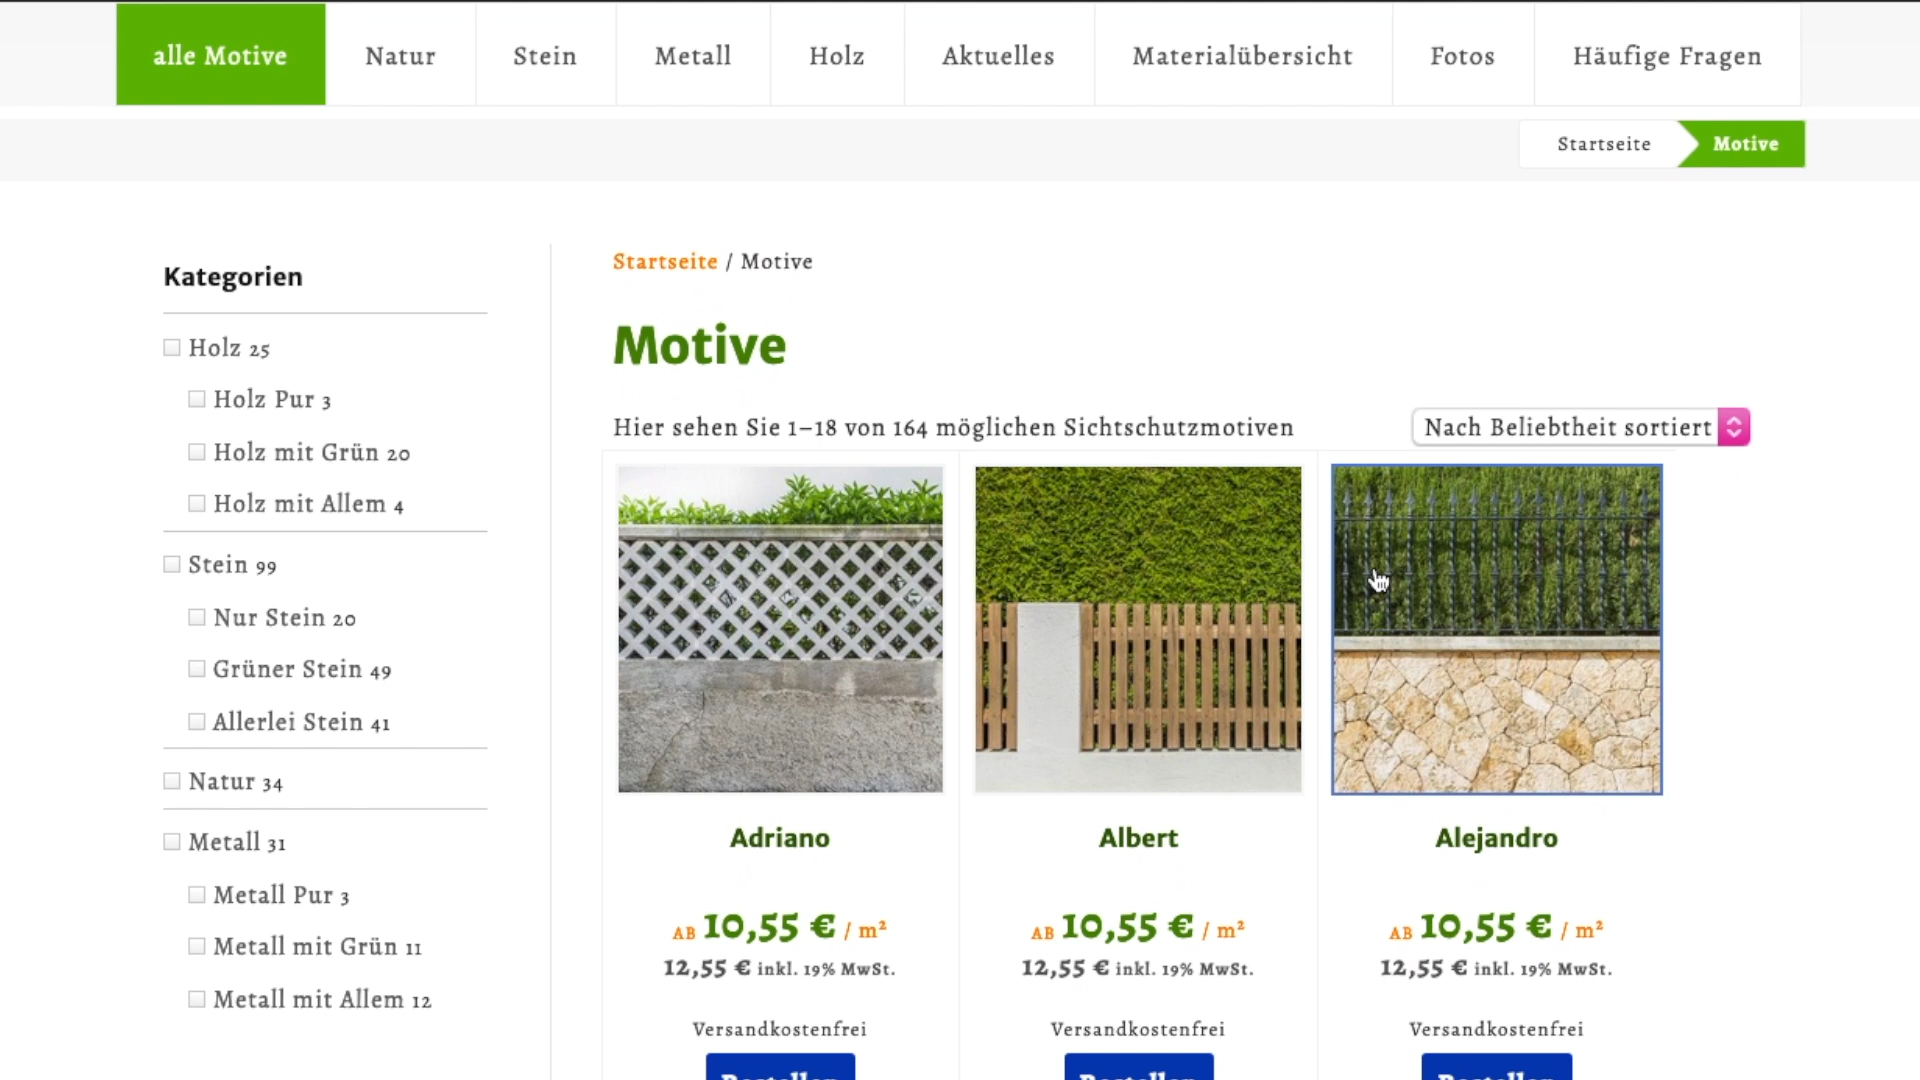 alle Motive Natur Stein Metall Holz Aktuelles Materialübersicht Fotos Häufige Fragen
Startseite Motive
Kategorien
Holz 25
Holz Pur 3
Holz mit Grün 20
Holz mit Allem 4
Stein 99
Nur Stein 20
Grüner Stein 49
Allerlei Stein 41
Natur 34
Metall 31
Metall Pur 3
Metall mit Grün 11
Metall mit Allem 12
Startseite / Motive
Motive
Hier sehen Sie 1–18 von 164 möglichen Sichtschutzmotiven
Nach Beliebtheit sortiert
Adriano
AB 10,55 € / m²
12,55 € inkl. 19% MwSt.
Versandkostenfrei
Bestellen
Albert
AB 10,55 € / m²
12,55 € inkl. 19% MwSt.
Versandkostenfrei
Bestellen
Alejandro
AB 10,55 € / m²
12,55 € inkl. 19% MwSt.
Versandkostenfrei
Bestellen